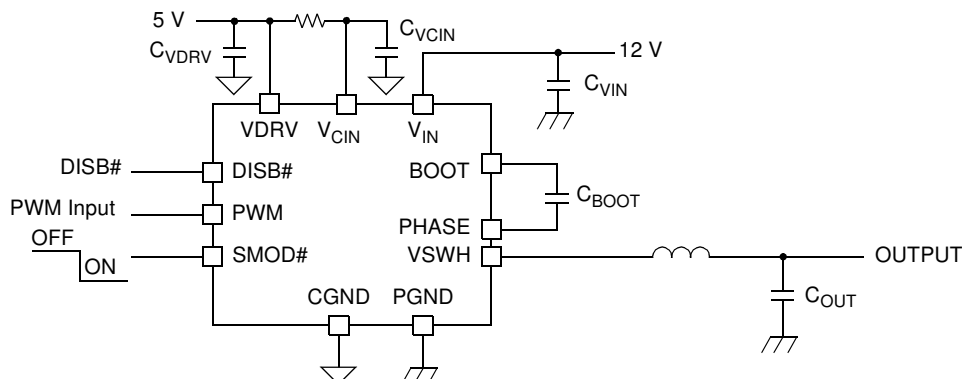 5 V
C_VCIN
12 V
C_VDRV
C_VIN
VDRV
V_CIN
V_IN
DISB#
DISB#
BOOT
C_BOOT
PWM Input
PWM
PHASE
OFF
ON
SMOD#
VSWH
OUTPUT
CGND
PGND
C_OUT